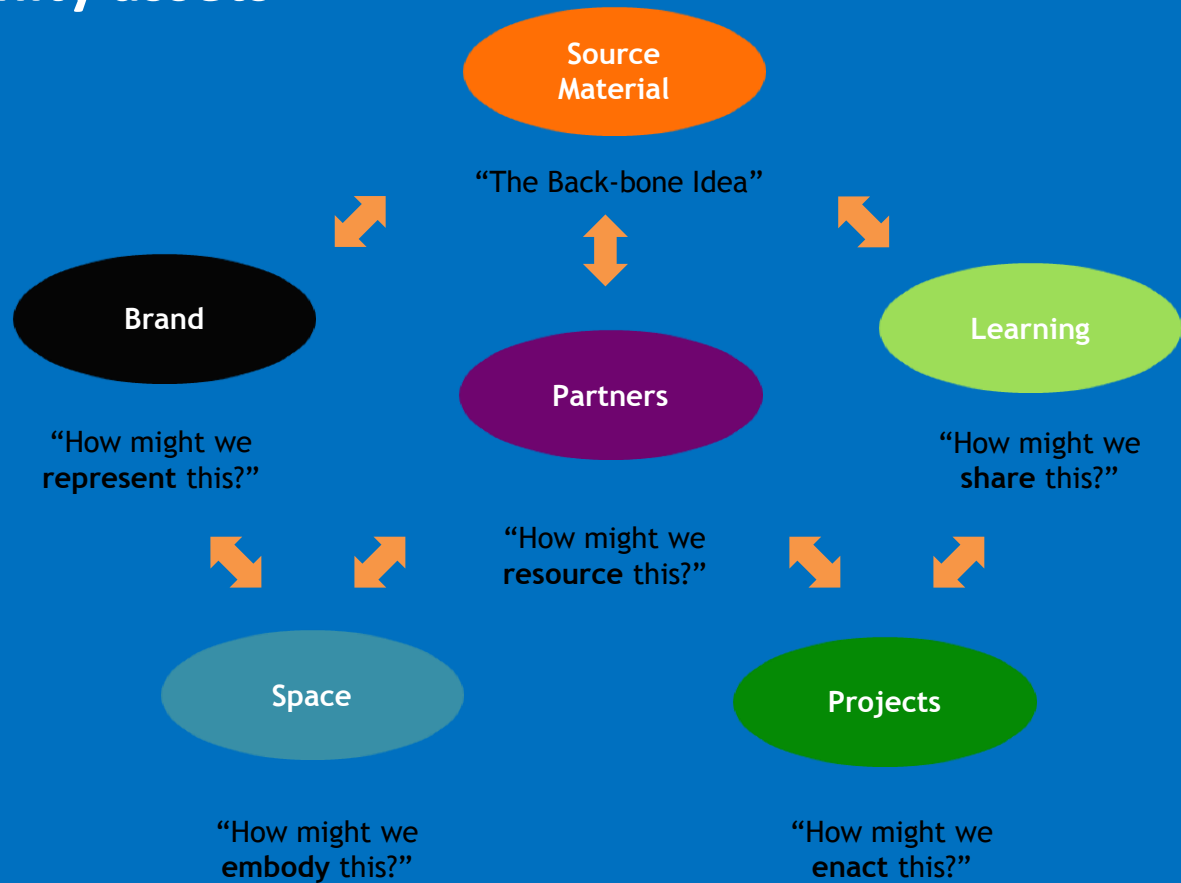 assets
Source
Material
“The Back-bone Idea”
Brand
Learning
Partners
“How might we
represent this?”
“How might we
share this?”
“How might we
resource this?”
Space
Projects
“How might we
embody this?”
“How might we
enact this?”